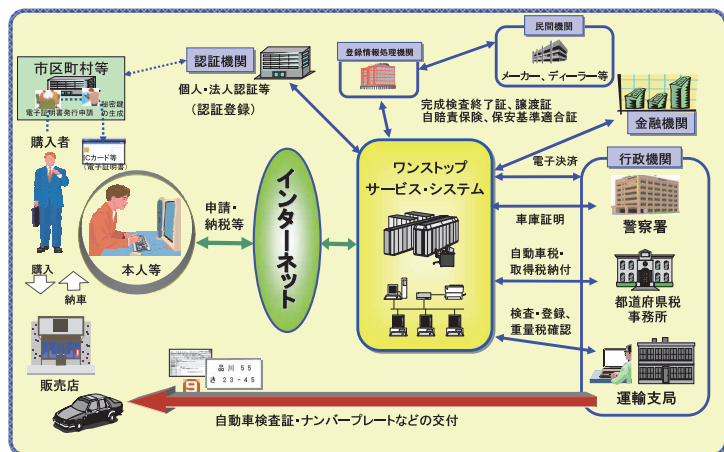 市区町村等
電子証明書発行申請
秘密鍵
の生成
購入者
ICカード等
(電子証明書)
認証機関
個人・法人認証等
(認証登録)
登録情報処理機関
民間機関
メーカー、ディーラー等
完成検査終了証、譲渡証
自賠責保険、保安基準適合証
金融機関
電子決済
行政機関
ワンストップ
サービス・システム
インターネット
申請・
納税等
本人等
車庫証明
警察署
自動車税・
取得税納付
都道府県税
事務所
検査・登録、
重量税確認
運輸支局
購入
納車
販売店
品川 55
さ 23-45
9
自動車検査証・ナンバープレートなどの交付